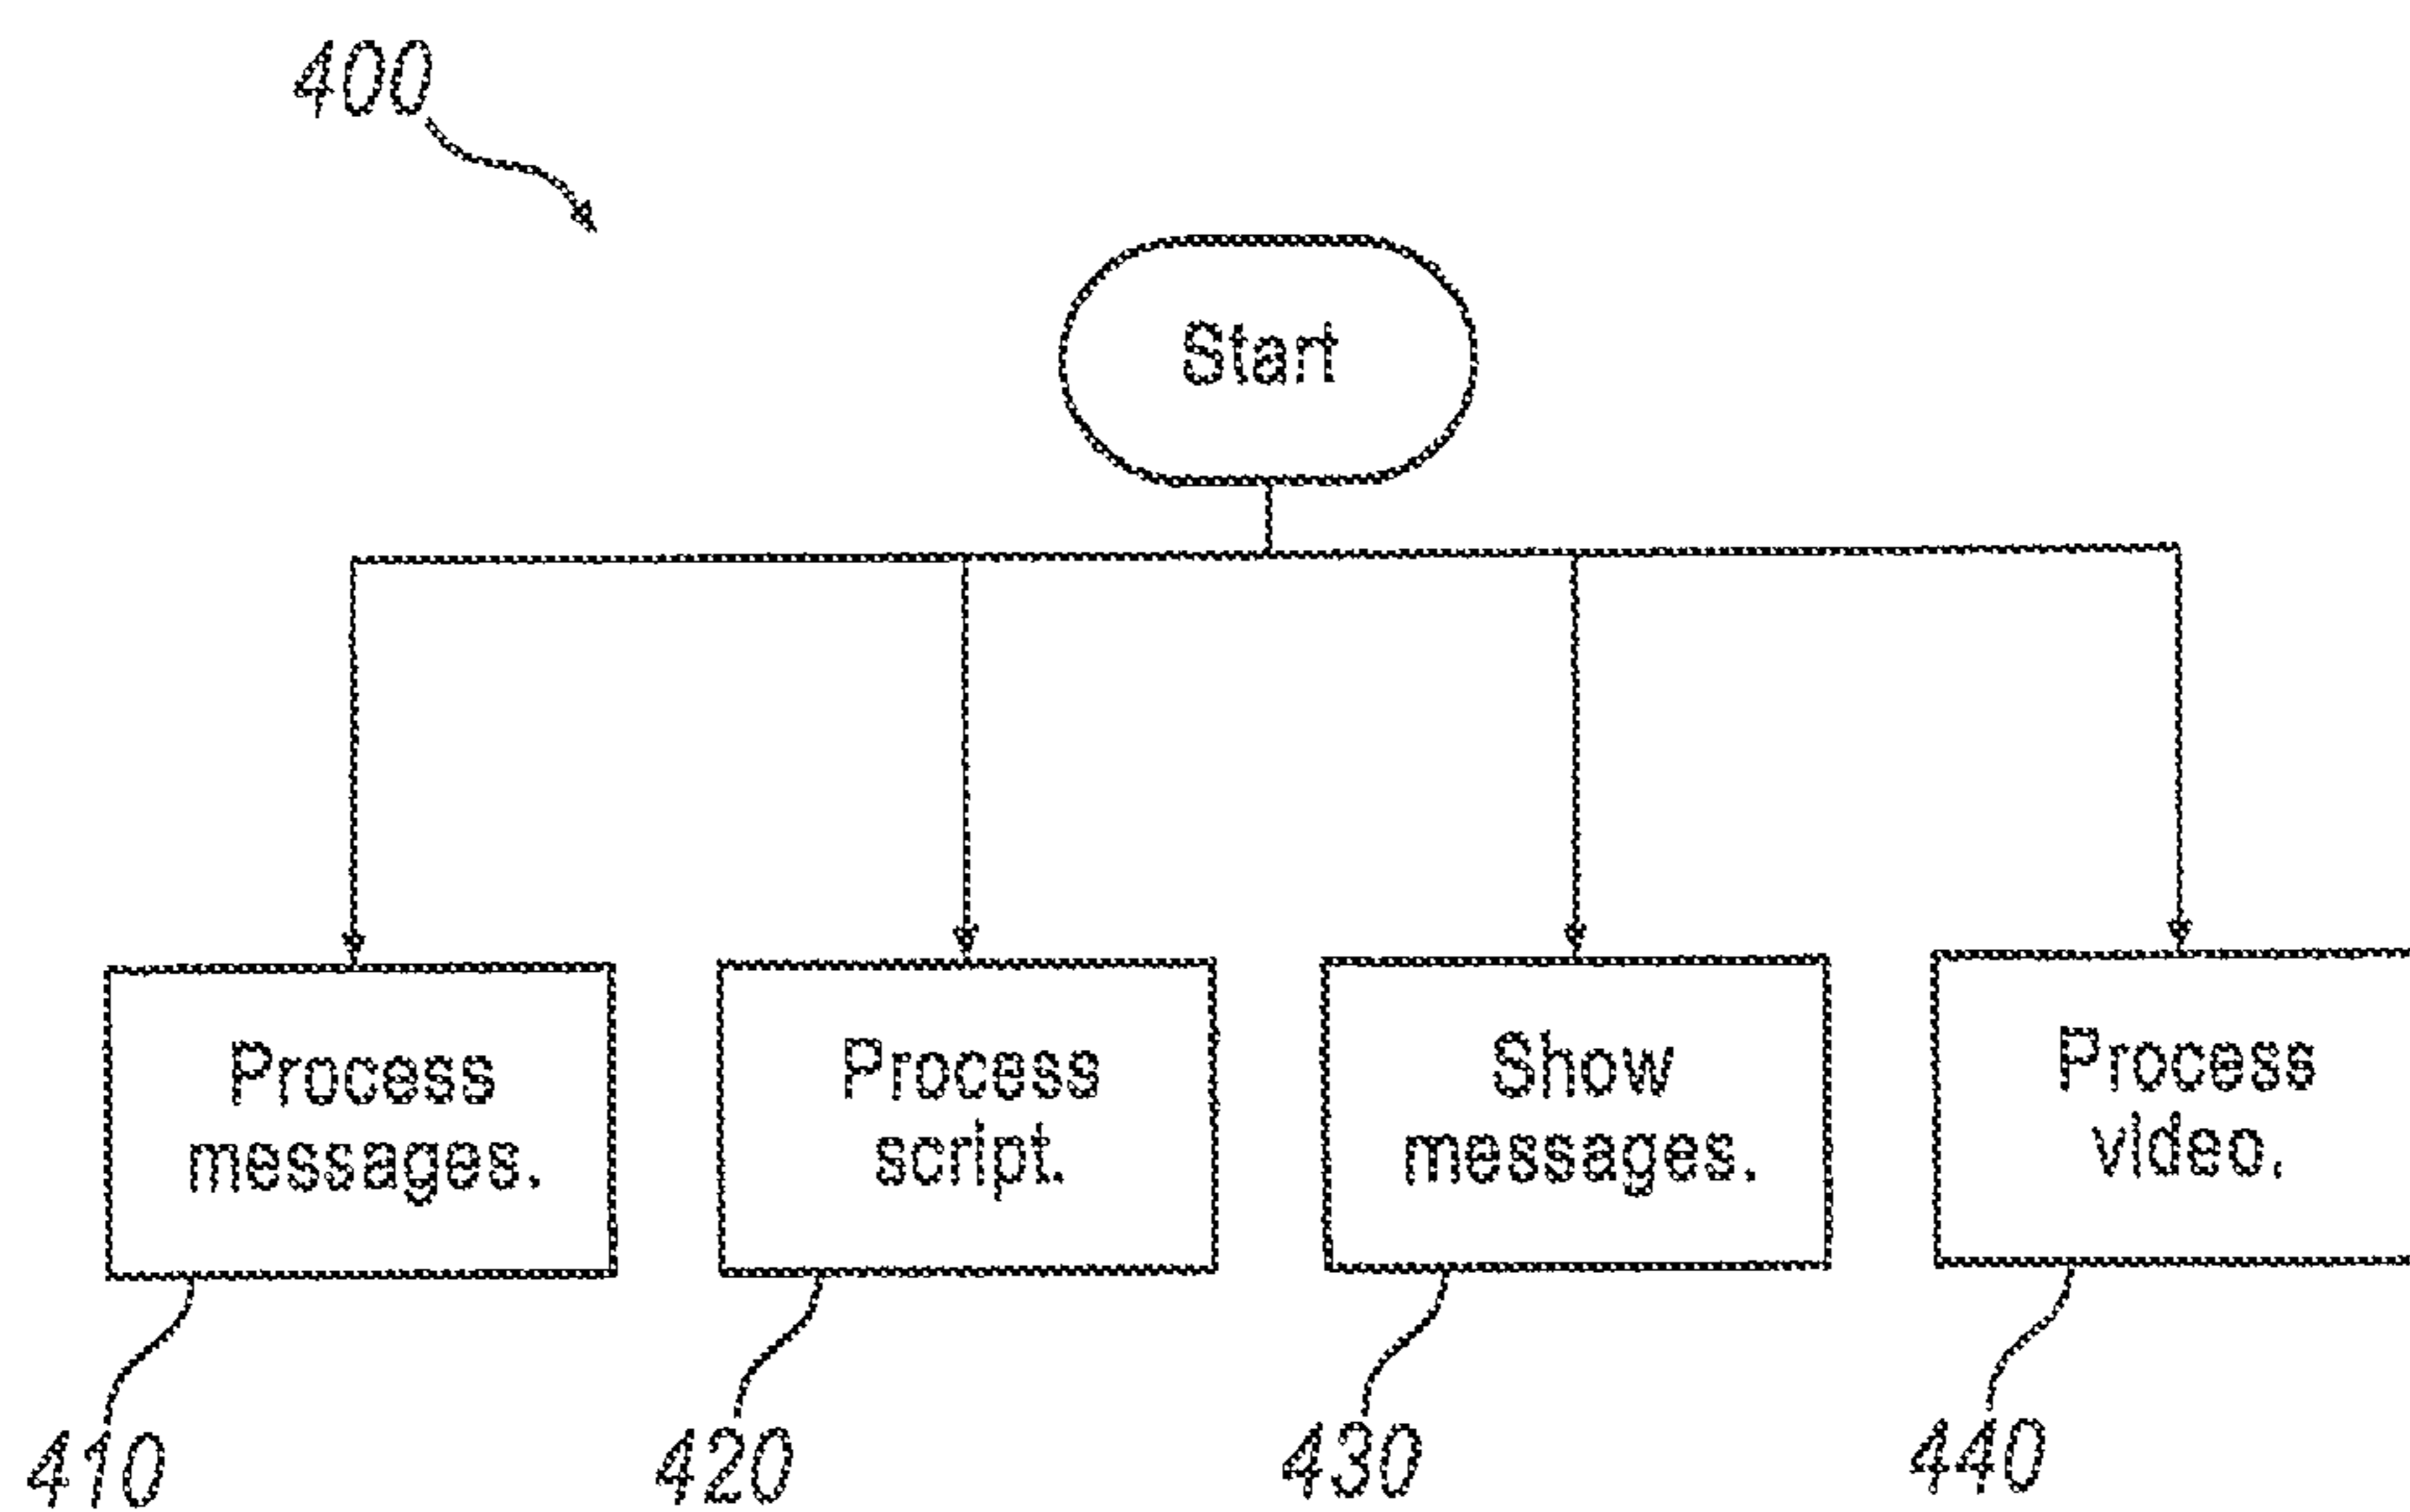 400
Start
Process
messages.
Process
script.
Show
messages.
Process
video.
410
420
430
440